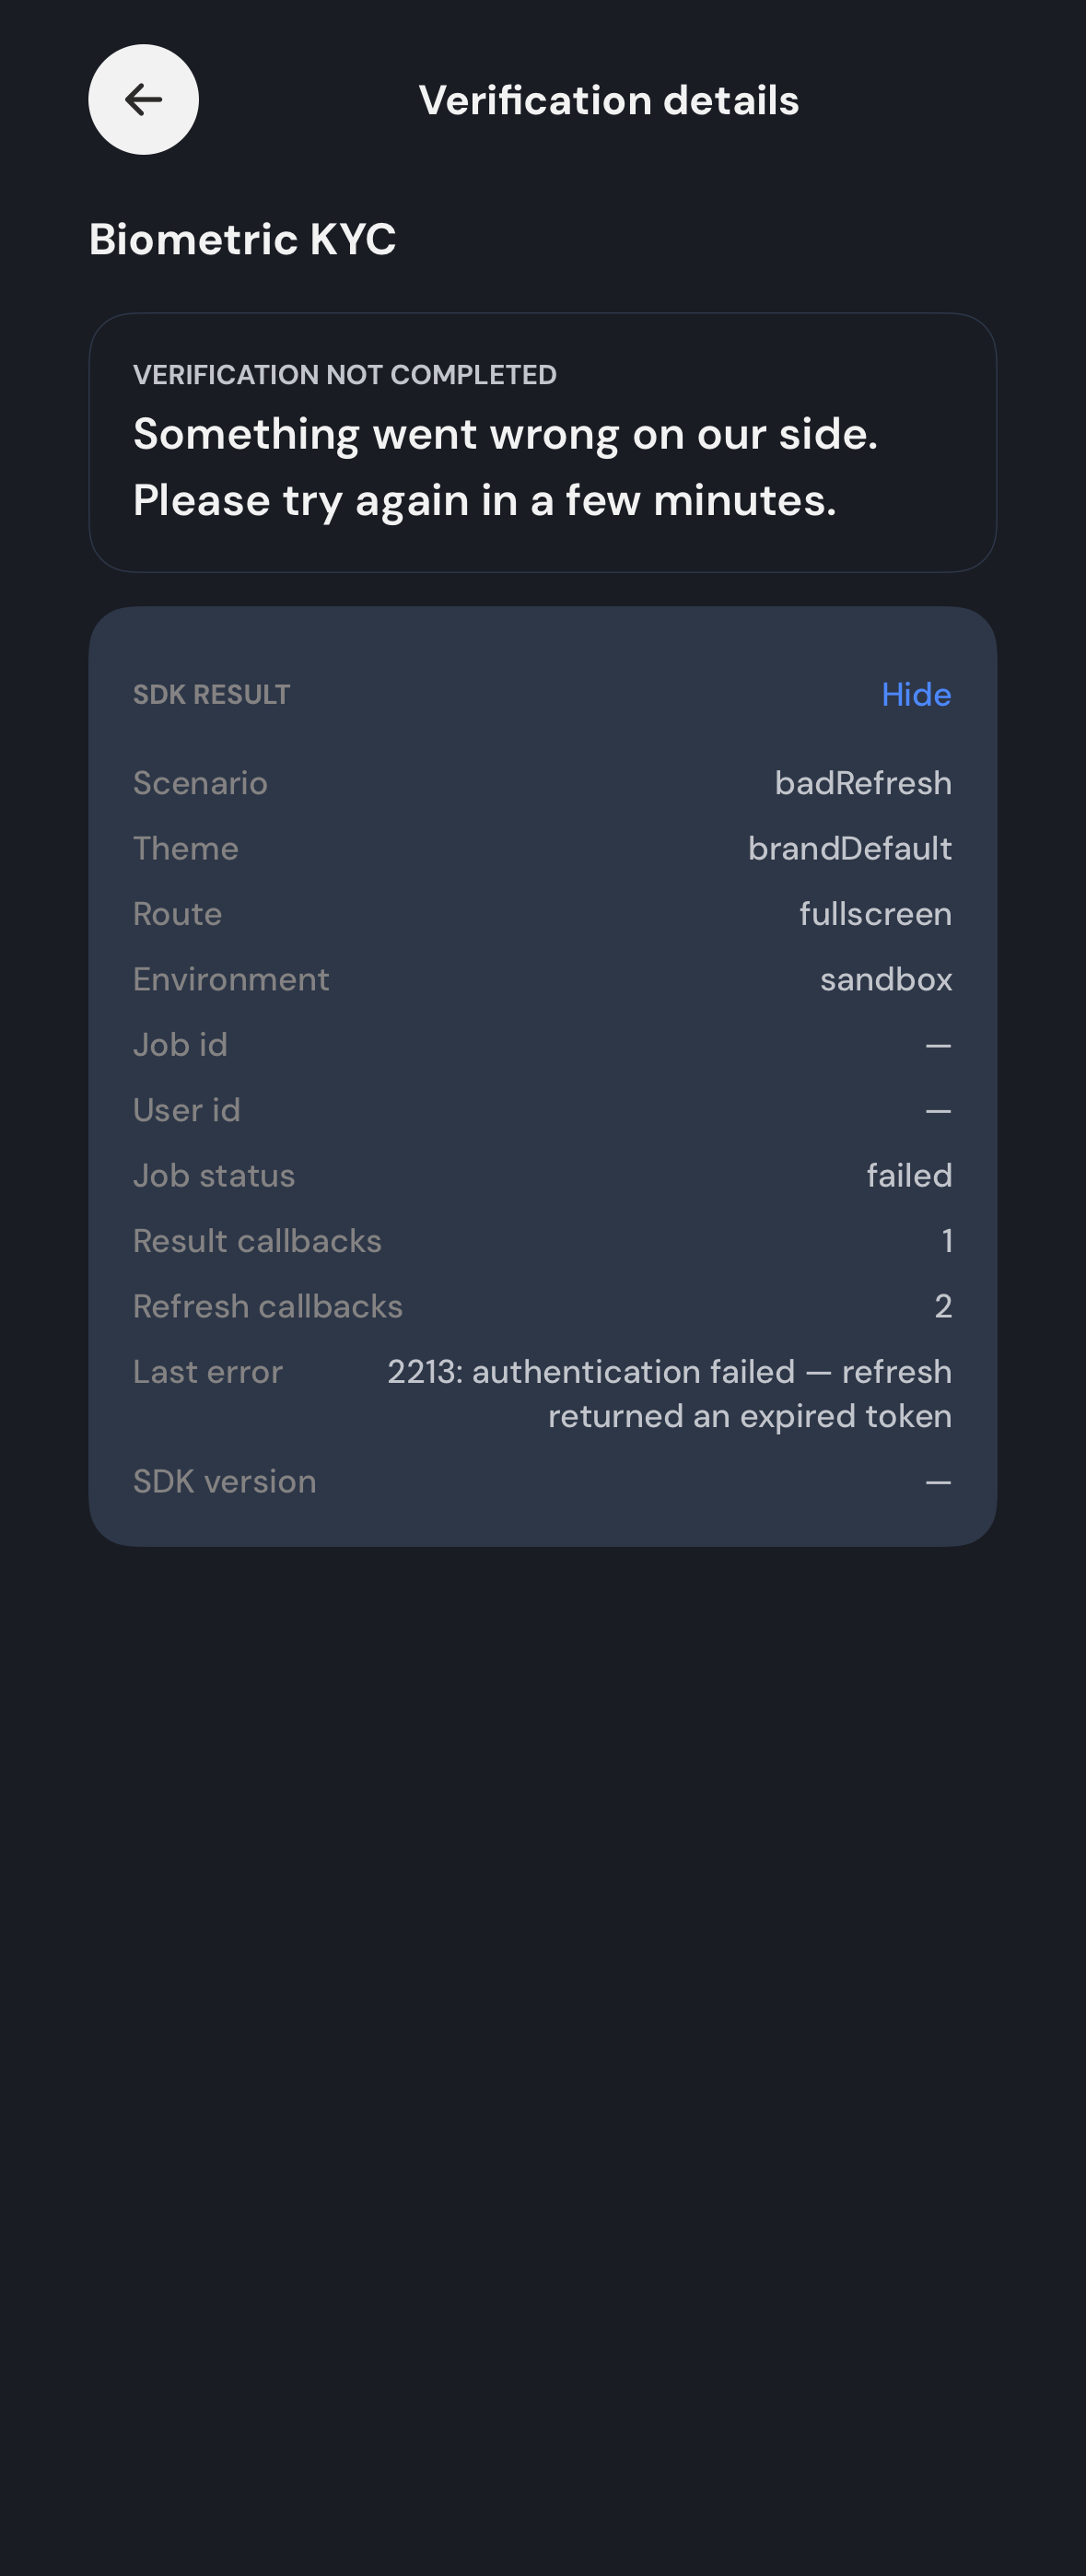 Verification details
Biometric KYC
VERIFICATION NOT COMPLETED
Something went wrong on our side.
Please try again in a few minutes.
SDK RESULT Hide
Scenario badRefresh
Theme brandDefault
Route fullscreen
Environment sandbox
Job id —
User id —
Job status failed
Result callbacks 1
Refresh callbacks 2
Last error 2213: authentication failed — refresh
returned an expired token
SDK version —